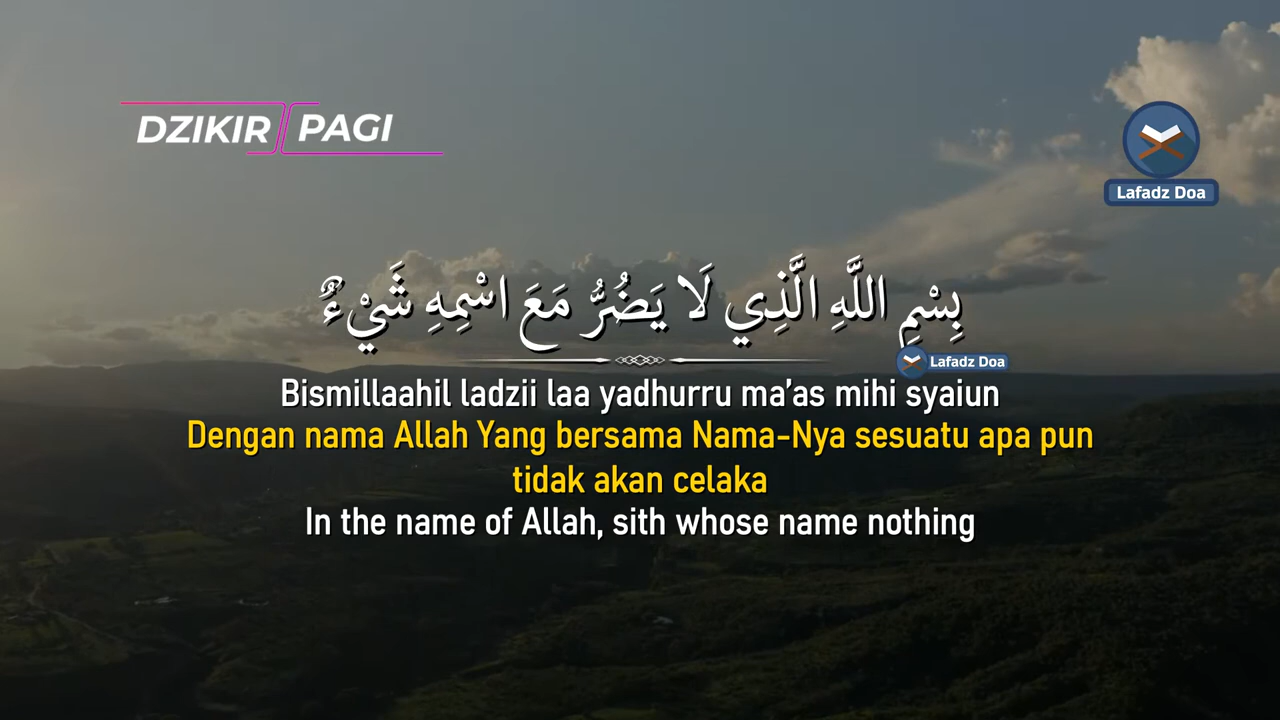 DZIKIR PAGI
Lafadz Doa
بِسْمِ اللَّهِ الَّذِي لَا يَضُرُّ مَعَ اسْمِهِ شَيْءٌ
Lafadz Doa
Bismillaahil ladzii laa yadhurru ma’as mihi syaiun
Dengan nama Allah Yang bersama Nama-Nya sesuatu apa pun
tidak akan celaka
In the name of Allah, sith whose name nothing